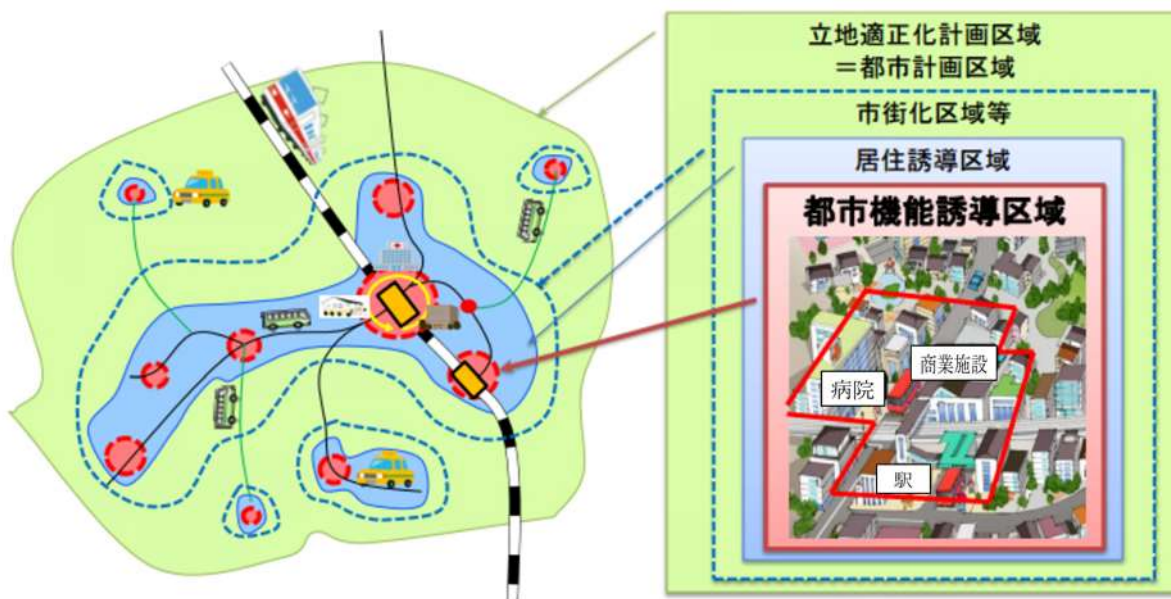 立地適正化計画区域
＝都市計画区域
市街化区域等
居住誘導区域
都市機能誘導区域
商業施設
病院
駅